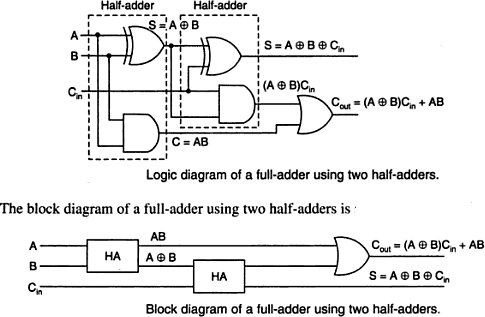 Half-adder
Half-adder
A
S = A ⊕ B
S = A ⊕ B ⊕ Cin
B
Cin
(A ⊕ B)Cin
Cout = (A ⊕ B)Cin + AB
C = AB
Logic diagram of a full-adder using two half-adders.
The block diagram of a full-adder using two half-adders is
A
AB
Cout = (A ⊕ B)Cin + AB
HA
B
A ⊕ B
HA
S = A ⊕ B ⊕ Cin
Cin
Block diagram of a full-adder using two half-adders.